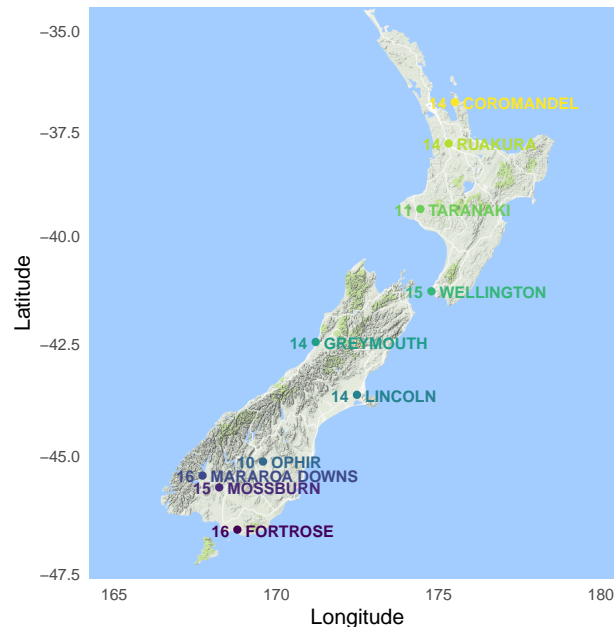 −35.0
14 COROMANDEL
−37.5
14 RUAKURA
11 TARANAKI
−40.0
15 WELLINGTON
Latitude
14 GREYMOUTH
−42.5
14 LINCOLN
−45.0
10 OPHIR
16 MARAROA DOWNS
15 MOSSBURN
16 FORTROSE
−47.5
165 170 175 180
Longitude